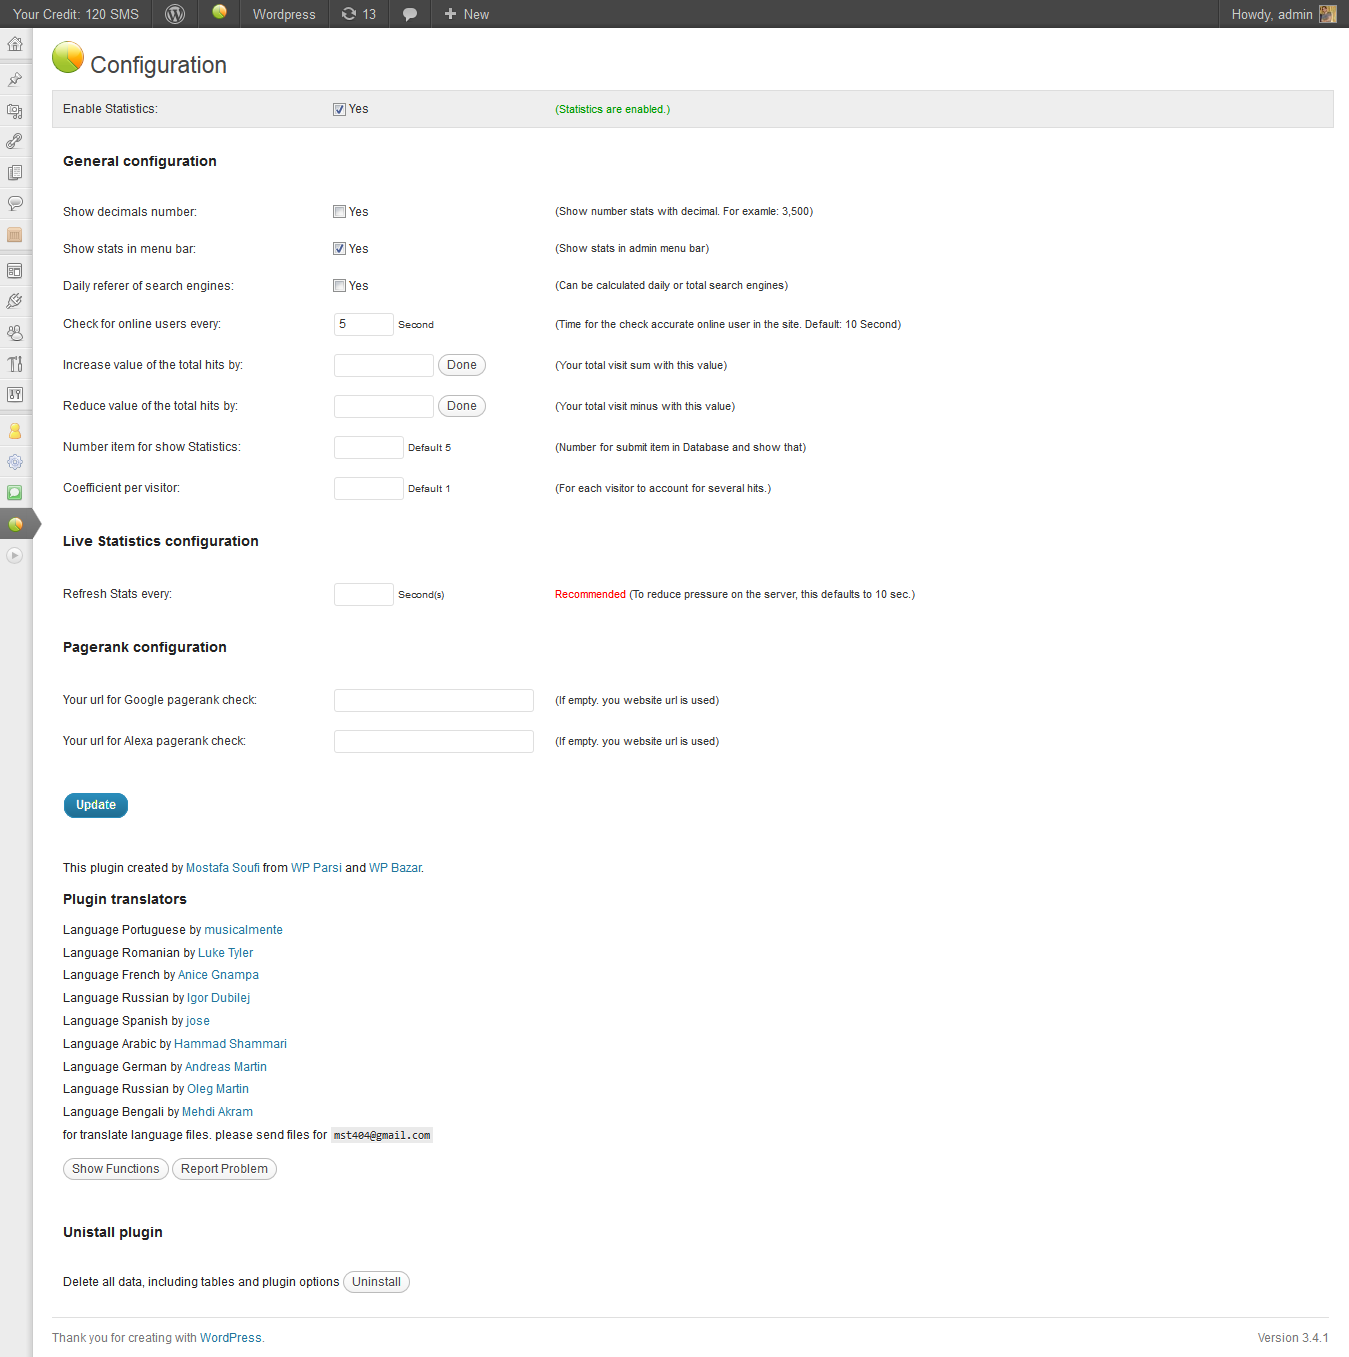 Your Credit: 120 SMS Wordpress 13 New Howdy, admin
Configuration
Enable Statistics: Yes (Statistics are enabled.)
General configuration
Show decimals number: Yes (Show number stats with decimal. For examle: 3,500)
Show stats in menu bar: Yes (Show stats in admin menu bar)
Daily referer of search engines: Yes (Can be calculated daily or total search engines)
Check for online users every: 5 Second (Time for the check accurate online user in the site. Default: 10 Second)
Increase value of the total hits by: Done (Your total visit sum with this value)
Reduce value of the total hits by: Done (Your total visit minus with this value)
Number item for show Statistics: Default 5 (Number for submit item in Database and show that)
Coefficient per visitor: Default 1 (For each visitor to account for several hits.)
Live Statistics configuration
Refresh Stats every: Second(s) Recommended (To reduce pressure on the server, this defaults to 10 sec.)
Pagerank configuration
Your url for Google pagerank check: (If empty. you website url is used)
Your url for Alexa pagerank check: (If empty. you website url is used)
Update
This plugin created by Mostafa Soufi from WP Parsi and WP Bazar.
Plugin translators
Language Portuguese by musicalmente
Language Romanian by Luke Tyler
Language French by Anice Gnampa
Language Russian by Igor Dubilej
Language Spanish by jose
Language Arabic by Hammad Shammari
Language German by Andreas Martin
Language Russian by Oleg Martin
Language Bengali by Mehdi Akram
for translate language files. please send files for mst404@gmail.com
Show Functions Report Problem
Unistall plugin
Delete all data, including tables and plugin options Uninstall
Thank you for creating with WordPress. Version 3.4.1